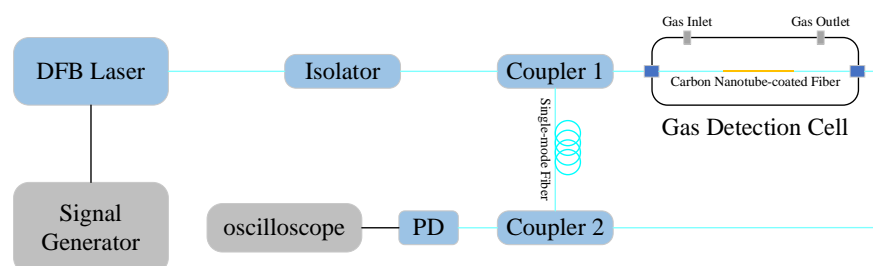 Gas Inlet
Gas Outlet
DFB Laser
Isolator
Coupler 1
Carbon Nanotube-coated Fiber
Gas Detection Cell
Single-mode Fiber
Signal
Generator
oscilloscope
PD
Coupler 2